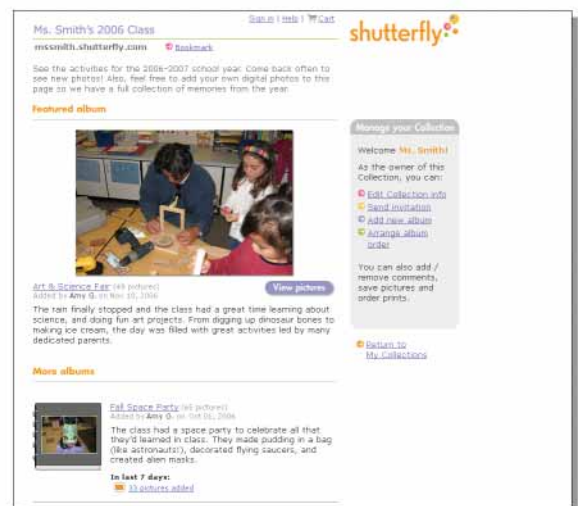 Sign in | Help | Cart
Ms. Smith's 2006 Class
shutterfly
mssmith.shutterfly.com Bookmark
See the activities for the 2006-2007 school year. Come back often to
see new photos! Also, feel free to add your own digital photos to this
page so we have a full collection of memories from the year.
Featured album
Art & Science Fair (49 pictures)
View pictures
Added by Amy G. on Nov 10, 2006
The rain finally stopped and the class had a great time learning about
science, and doing fun art projects. From digging up dinosaur bones to
making ice cream, the day was filled with great activities led by many
dedicated parents.
More albums
Fall Space Party
Added by Amy G. on Oct 01, 2006
The class had a space party to celebrate all that
they'd learned in class. They made pudding in a bag
(like astronauts!), decorated flying saucers, and
created alien masks.
In last 7 days:
33 pictures added
Manage your Collection
Welcome Ms. Smith!
As the owner of this
Collection, you can:
Edit Collection info
Send invitation
Add new album
Arrange album
order
You can also add /
remove comments,
save pictures and
order prints.
Return to
My Collections